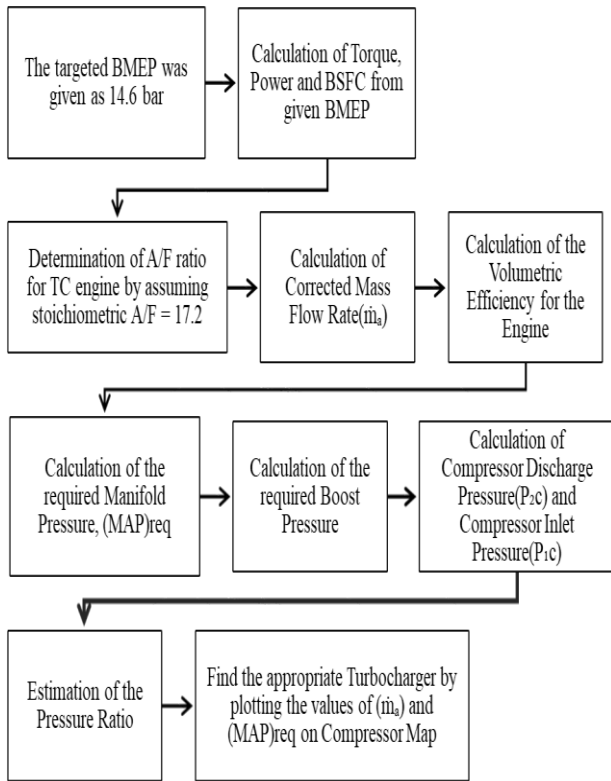 The targeted BMEP was
given as 14.6 bar
Calculation of Torque,
Power and BSFC from
given BMEP
Determination of A/F ratio
for TC engine by assuming
stoichiometric A/F = 17.2
Calculation of
Corrected Mass
Flow Rate(ṁₐ)
Calculation of the
Volumetric
Efficiency for the
Engine
Calculation of the
required Manifold
Pressure, (MAP)req
Calculation of the
required Boost
Pressure
Calculation of
Compressor Discharge
Pressure(P₂c) and
Compressor Inlet
Pressure(P₁c)
Estimation of the
Pressure Ratio
Find the appropriate Turbocharger by
plotting the values of (ṁₐ) and
(MAP)req on Compressor Map